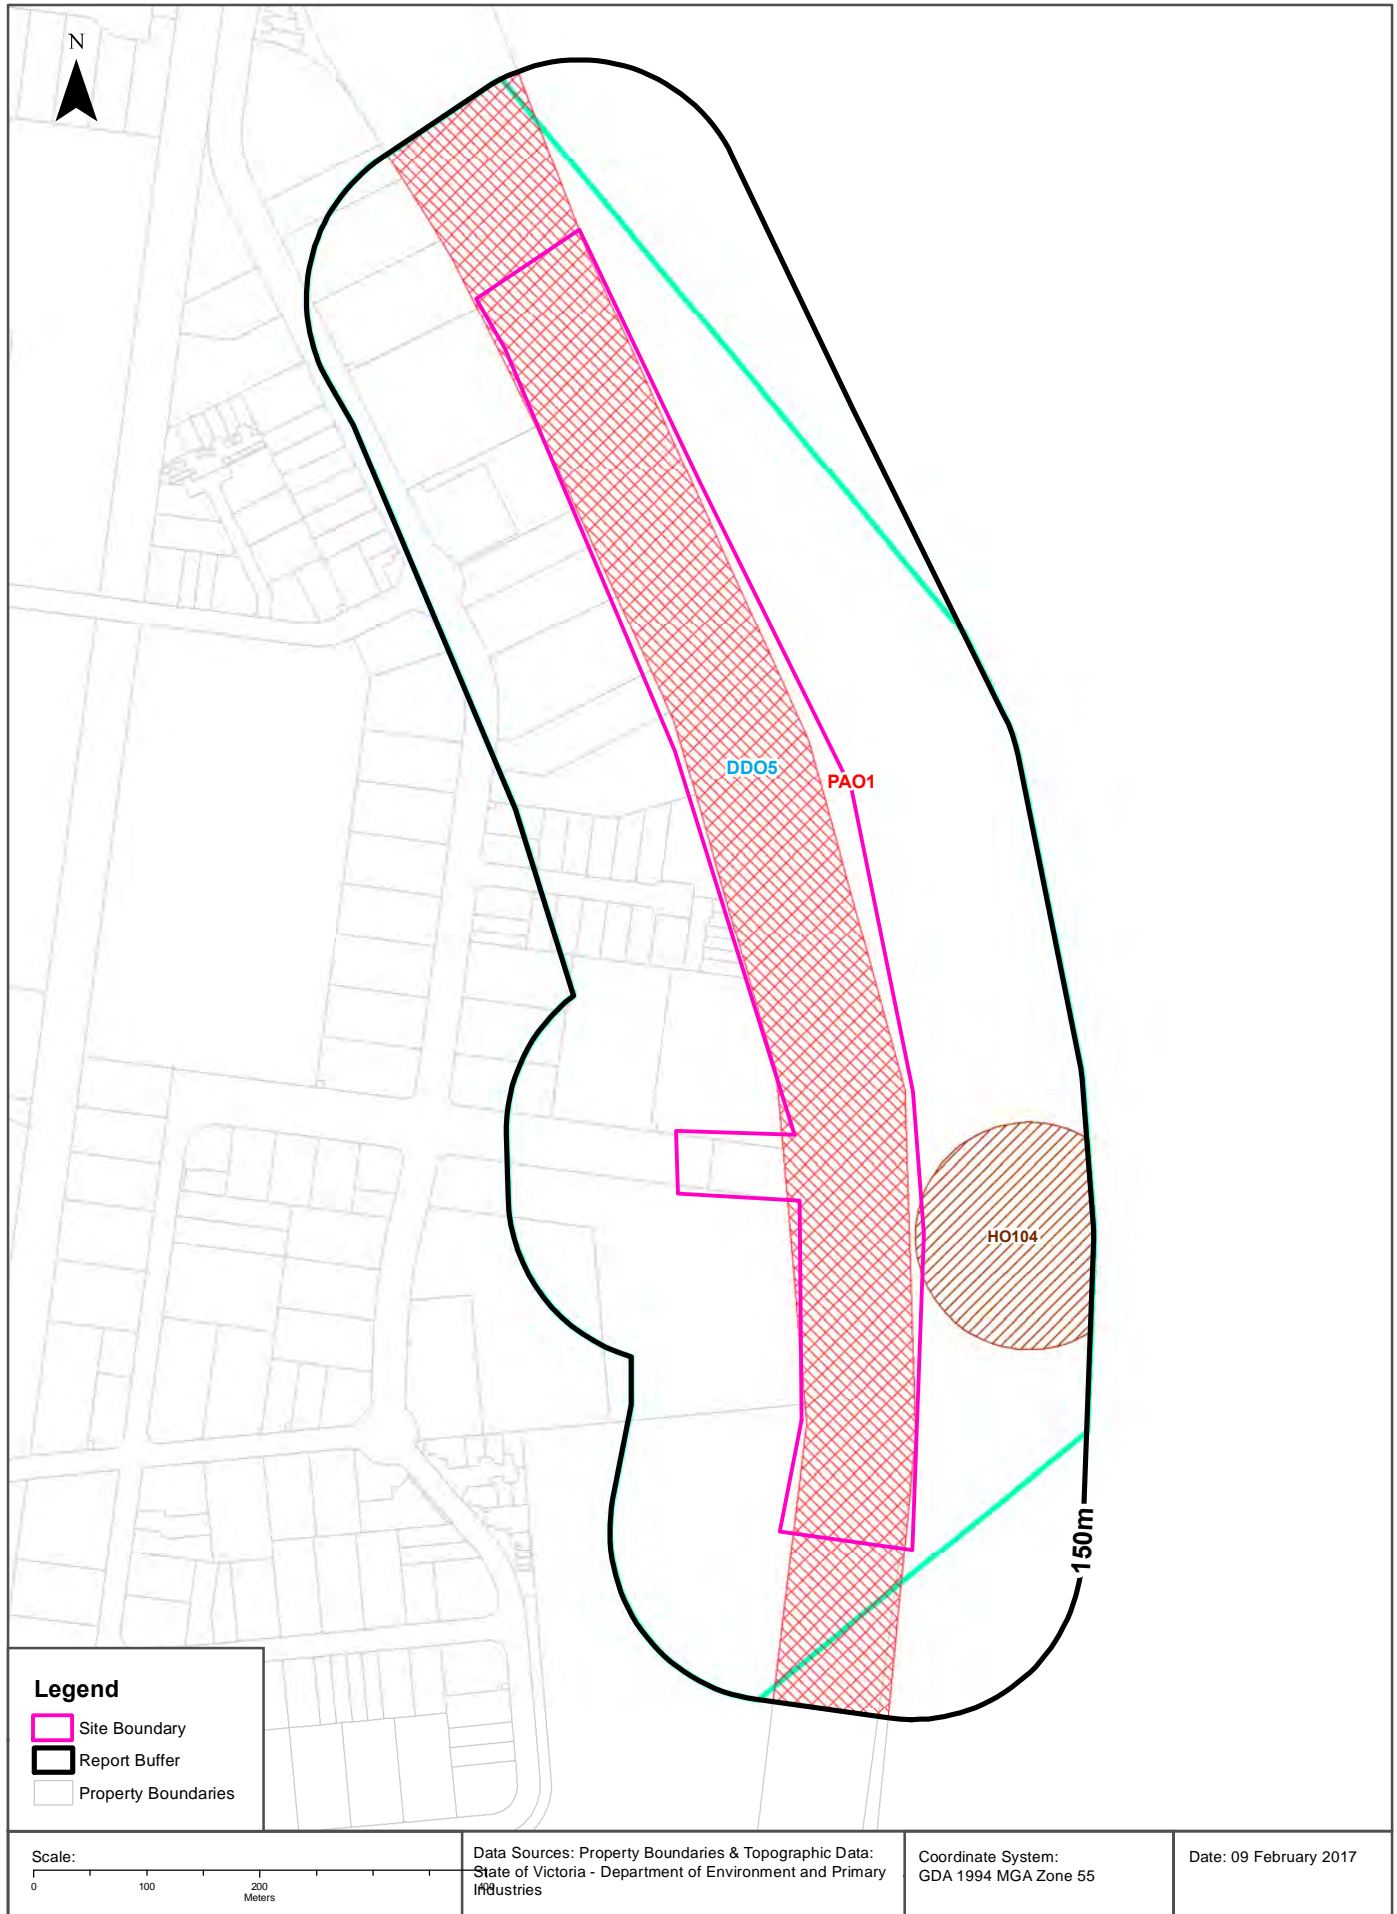 N
DDO5
PAO1
HO104
150m
Legend
Site Boundary
Report Buffer
Property Boundaries
Scale:
0 100 200 400
Meters
Data Sources: Property Boundaries & Topographic Data:
State of Victoria - Department of Environment and Primary
Industries
Coordinate System:
GDA 1994 MGA Zone 55
Date: 09 February 2017